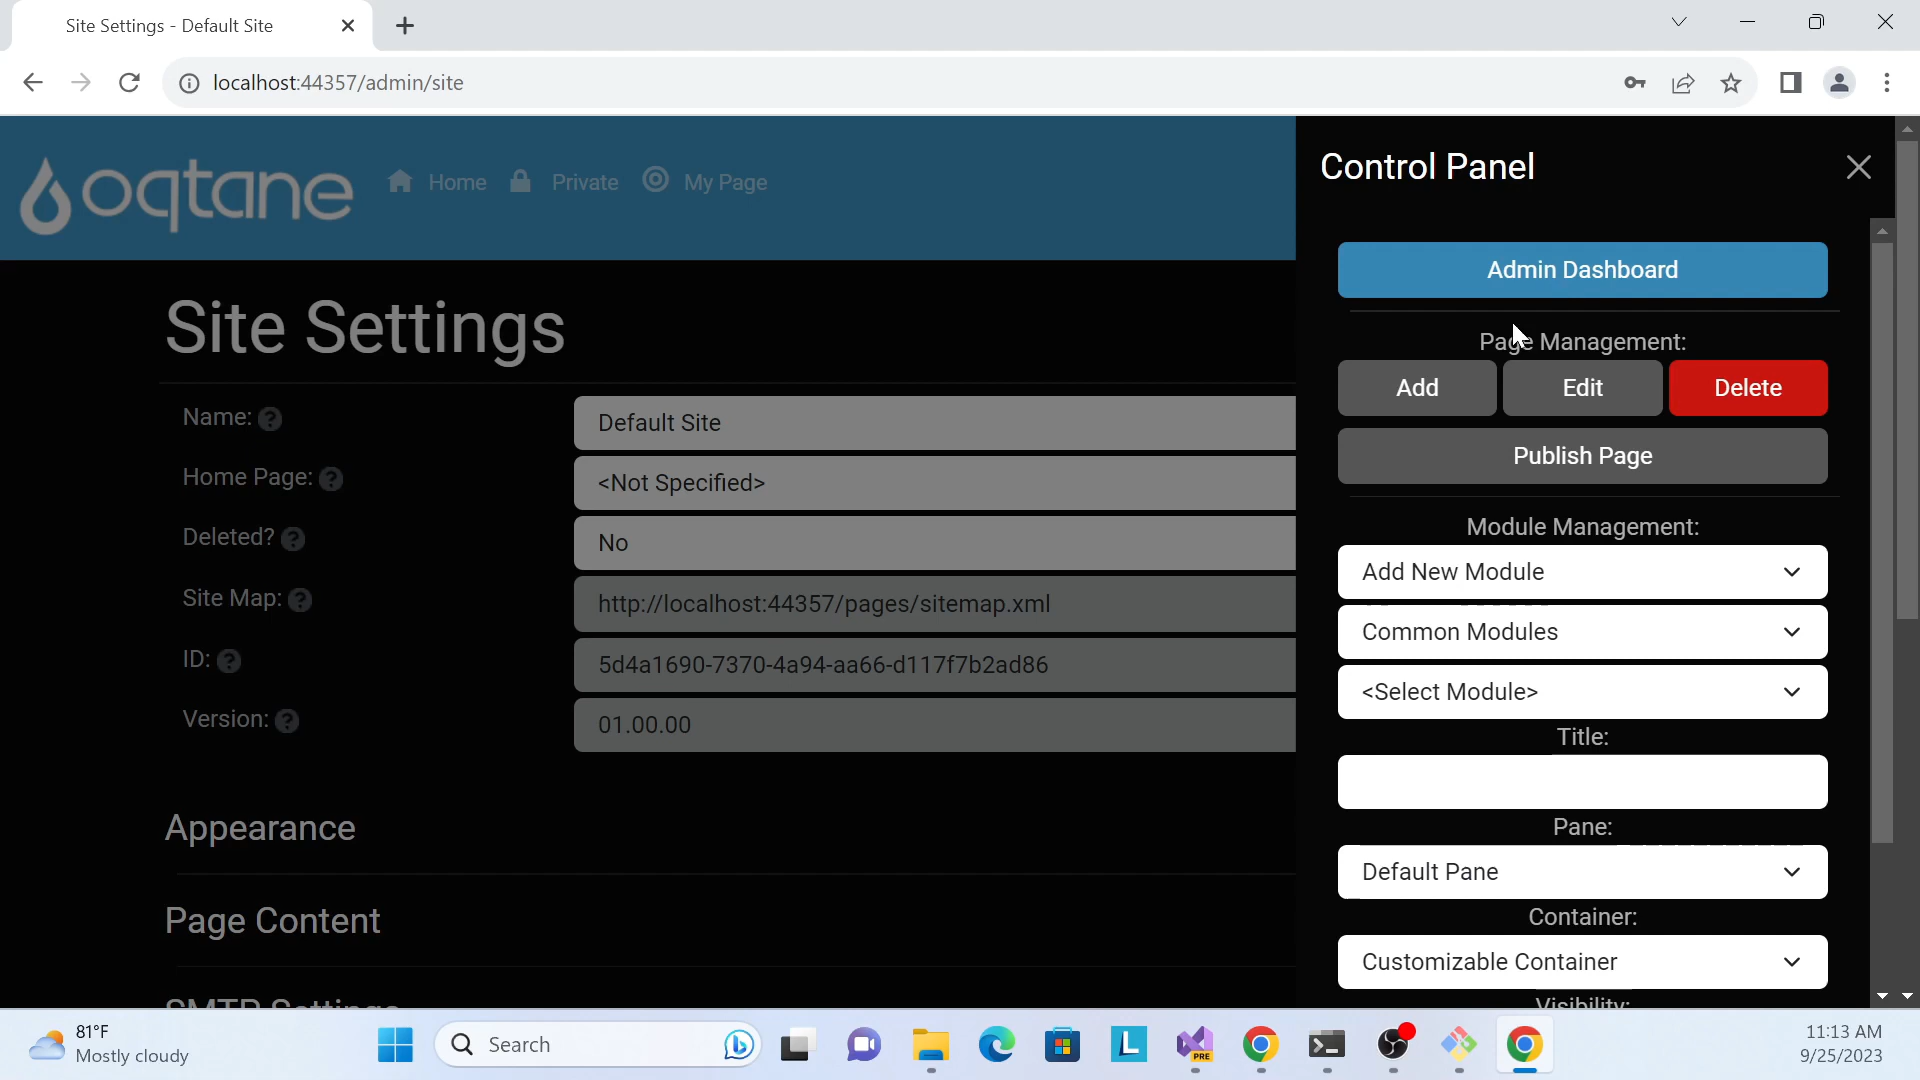 Site Settings - Default Site
localhost:44357/admin/site
oqtane
Home
Private
My Page
Control Panel
Admin Dashboard
Page Management:
Add
Edit
Delete
Publish Page
Module Management:
Add New Module
Common Modules
<Select Module>
Title:
Pane:
Default Pane
Container:
Customizable Container
Visibility:
Site Settings
Name: ?
Default Site
Home Page: ?
<Not Specified>
Deleted? ?
No
Site Map: ?
http://localhost:44357/pages/sitemap.xml
ID: ?
5d4a1690-7370-4a94-aa66-d117f7b2ad86
Version: ?
01.00.00
Appearance
Page Content
SMTP Settings
81°F
Mostly cloudy
Search
L
PRE
11:13 AM
9/25/2023